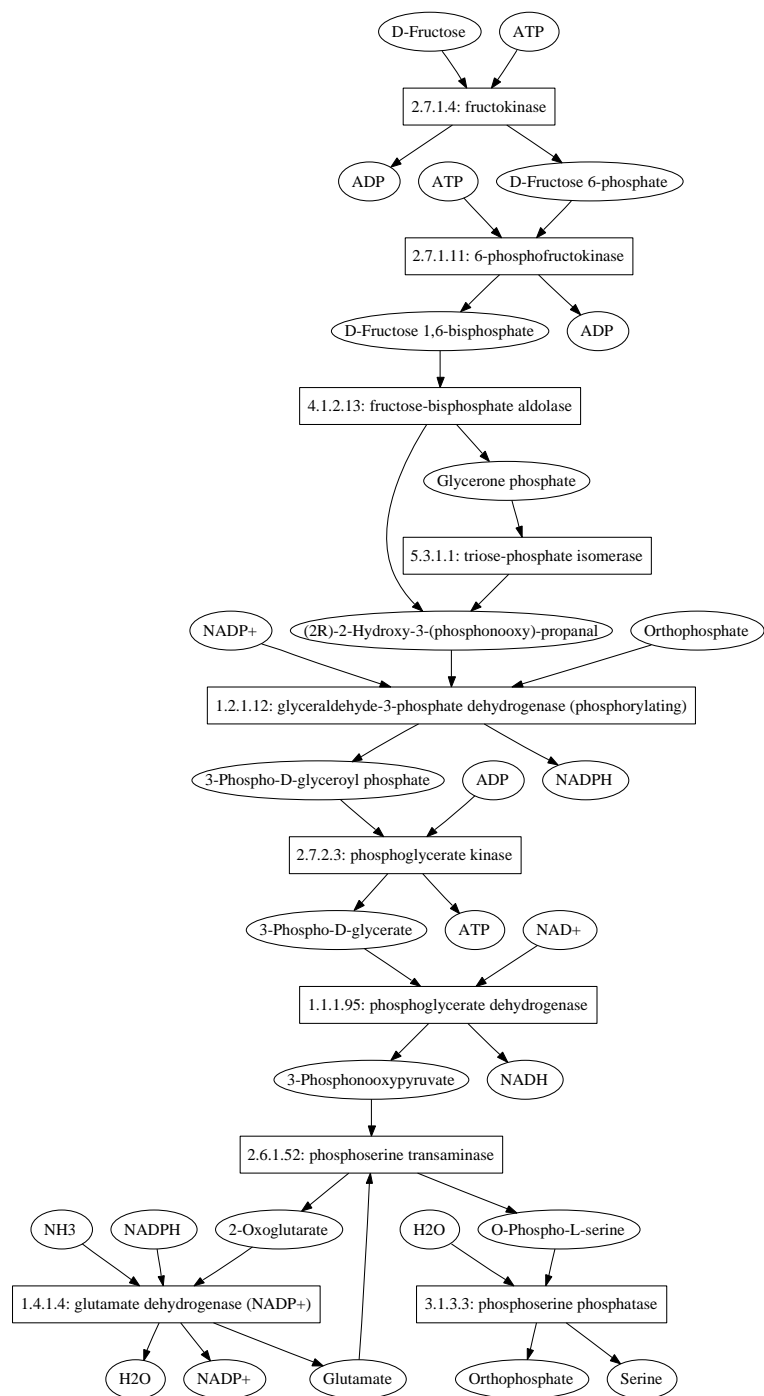 D-Fructose
ATP
2.7.1.4: fructokinase
ADP
ATP
D-Fructose 6-phosphate
2.7.1.11: 6-phosphofructokinase
D-Fructose 1,6-bisphosphate
ADP
4.1.2.13: fructose-bisphosphate aldolase
Glycerone phosphate
5.3.1.1: triose-phosphate isomerase
NADP+
(2R)-2-Hydroxy-3-(phosphonooxy)-propanal
Orthophosphate
1.2.1.12: glyceraldehyde-3-phosphate dehydrogenase (phosphorylating)
3-Phospho-D-glyceroyl phosphate
ADP
NADPH
2.7.2.3: phosphoglycerate kinase
3-Phospho-D-glycerate
ATP
NAD+
1.1.1.95: phosphoglycerate dehydrogenase
3-Phosphonooxypyruvate
NADH
2.6.1.52: phosphoserine transaminase
NH3
NADPH
2-Oxoglutarate
H2O
O-Phospho-L-serine
1.4.1.4: glutamate dehydrogenase (NADP+)
3.1.3.3: phosphoserine phosphatase
H2O
NADP+
Glutamate
Orthophosphate
Serine